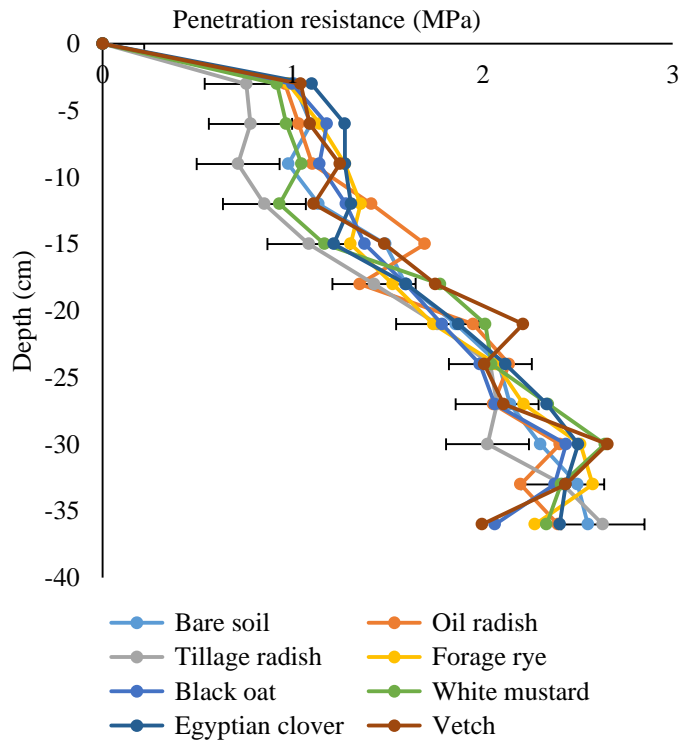 Penetration resistance (MPa)
0
0 1 2 3
-5
-10
-15
Depth (cm)
-20
-25
-30
-35
-40
Bare soil Oil radish
Tillage radish Forage rye
Black oat White mustard
Egyptian clover Vetch